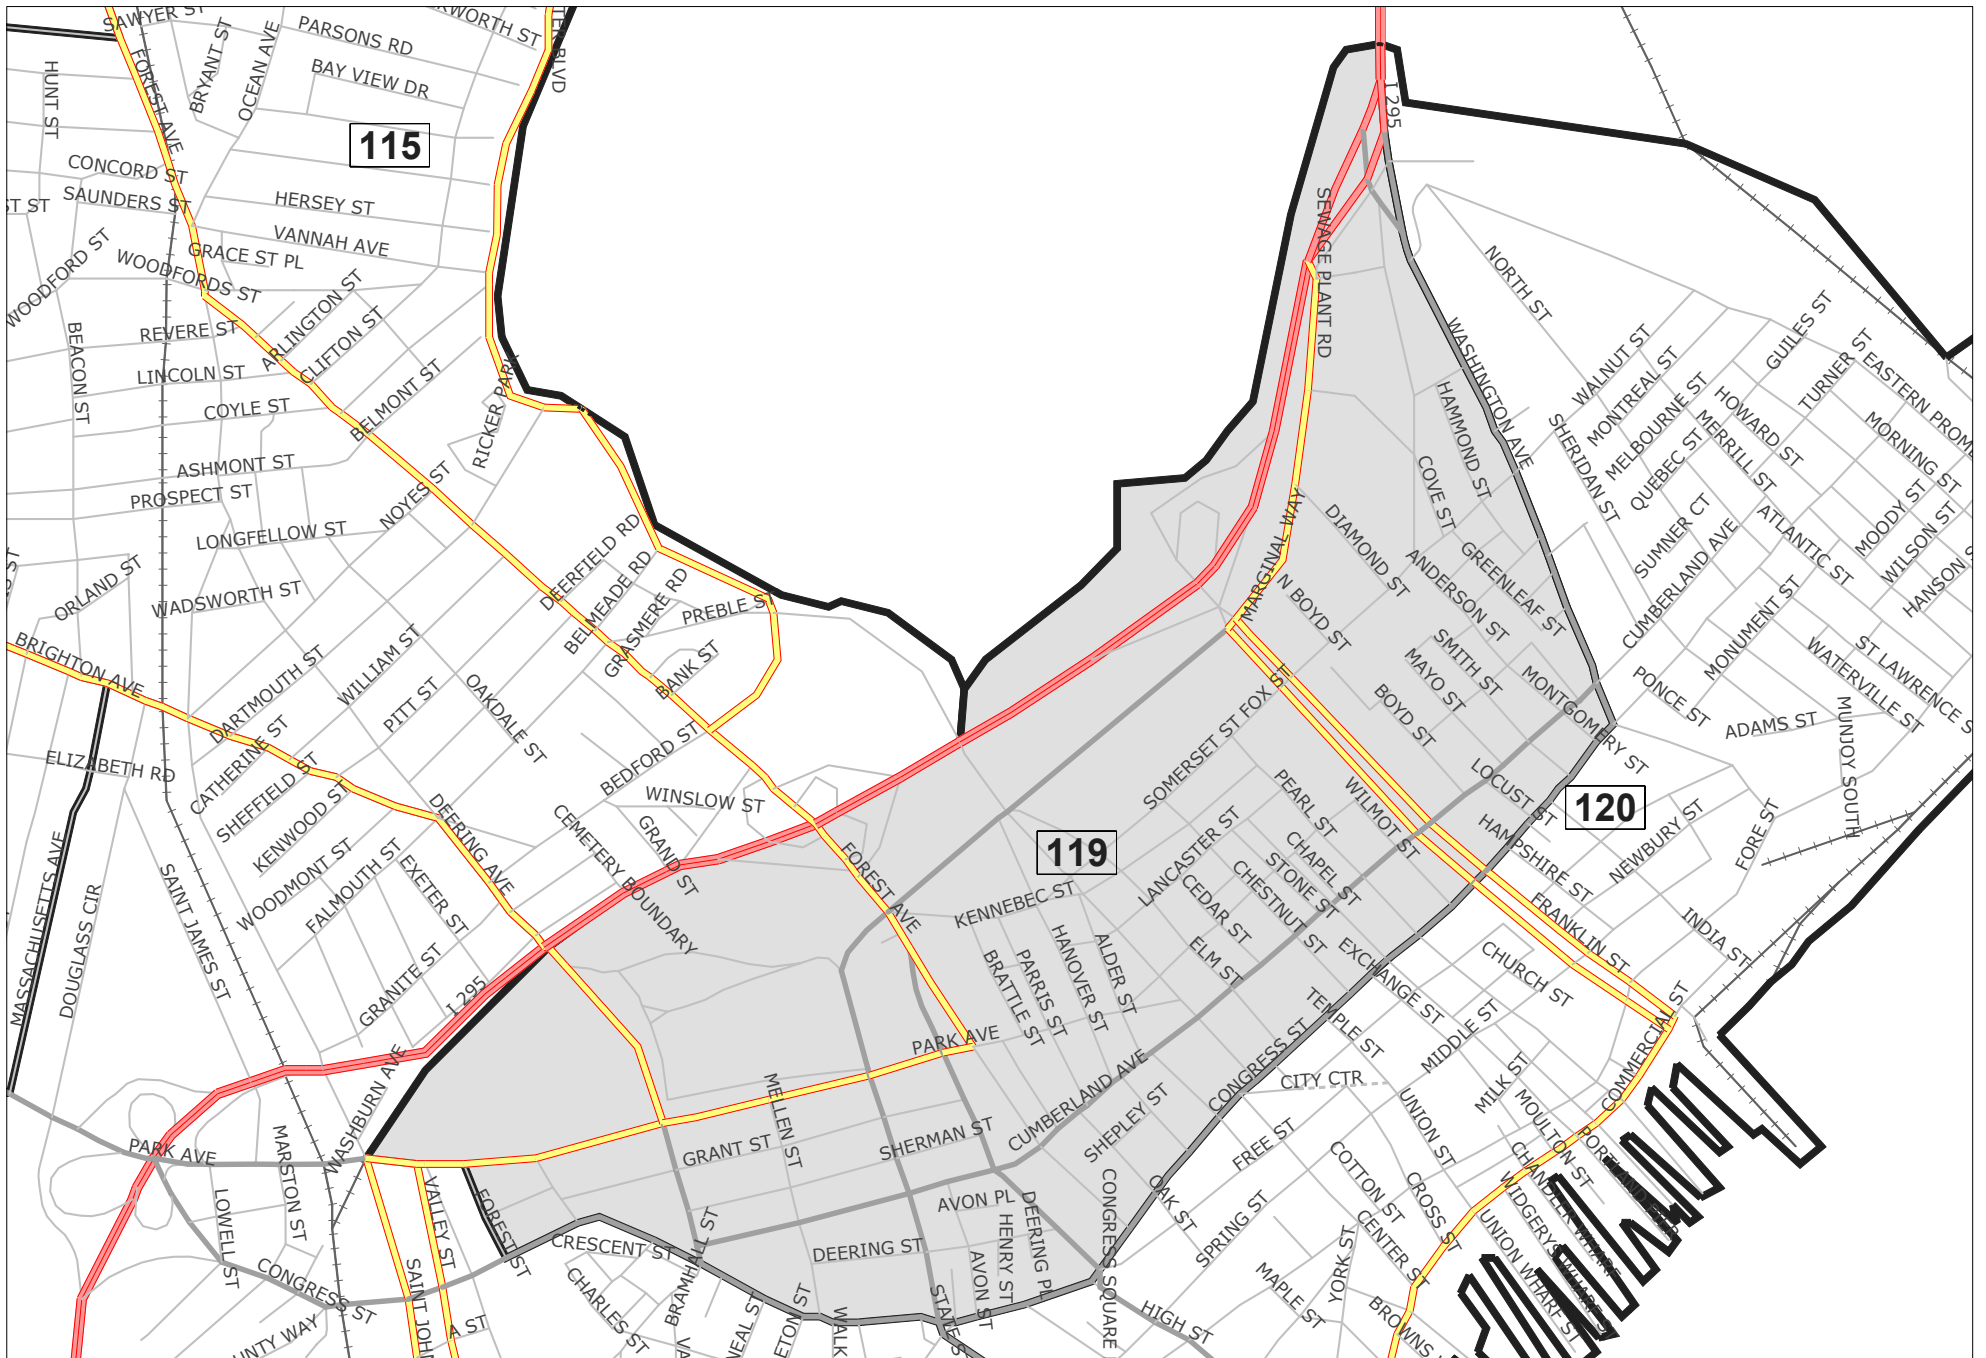 SAWYER ST
PARSONS RD
BRYANT ST
OCEAN AVE
BAY VIEW DR
HUNT ST
FOREST AVE
115
I 295
CONCORD ST
SAUNDERS ST
HERSEY ST
VANNAH AVE
GRACE ST PL
WOODFORD ST
WOODFORDS ST
SEWAGE PLANT RD
NORTH ST
REVERE ST
ARLINGTON ST
CLIFTON ST
BEACON ST
LINCOLN ST
COYLE ST
BELMONT ST
RICKER PARK
WASHINGTON AVE
WALNUT ST
GUILES ST
TURNER ST
MONTREAL ST
MELBOURNE ST
HOWARD ST
MERRILL ST
MORNING ST
HAMMOND ST
SHERIDAN ST
QUEBEC ST
ASHMONT ST
PROSPECT ST
NOYES ST
LONGFELLOW ST
COVE ST
MARGINAL WAY
DIAMOND ST
ANDERSON ST
GREENLEAF ST
SUMNER CT
CUMBERLAND AVE
ATLANTIC ST
MOODY ST
WILSON ST
ORLAND ST
WADSWORTH ST
DEERFIELD RD
BELMEADE RD
GRASMERE RD
PREBLE ST
BANK ST
N BOYD ST
SMITH ST
MAYO ST
BOYD ST
MONTGOMERY ST
PONCE ST
MONUMENT ST
ST LAWRENCE S
WATERVILLE ST
ADAMS ST
MUNJOY SOUTH
BRIGHTON AVE
DARTMOUTH ST
WILLIAM ST
PITT ST
OAKDALE ST
CATHERINE ST
SHEFFIELD ST
KENWOOD ST
ELIZABETH RD
BEDFORD ST
WINSLOW ST
FOX ST
SOMERSET ST
LOCUST ST
120
HAMPSHIRE ST
NEWBURY ST
FORE ST
PEARL ST
WILMOT ST
DEERING AVE
CEMETERY BOUNDARY
GRAND ST
FOREST AVE
119
LANCASTER ST
CHAPEL ST
STONE ST
CHESTNUT ST
CEDAR ST
ELM ST
KENNEBEC ST
MASSACHUSETTS AVE
DOUGLASS CIR
SAINT JAMES ST
WOODMONT ST
FALMOUTH ST
EXETER ST
GRANITE ST
I 295
HANOVER ST
ALDER ST
PARRIS ST
BRATTLE ST
EXCHANGE ST
FRANKLIN ST
INDIA ST
CHURCH ST
TEMPLE ST
MIDDLE ST
COMMERCIAL ST
PARK AVE
CUMBERLAND AVE
CONGRESS ST
CITY CTR
MILK ST
MOULTON ST
UNION ST
WASHBURN AVE
MELLEN ST
GRANT ST
SHERMAN ST
SHEPLEY ST
FREE ST
PARK AVE
MARSTON ST
LOWELL ST
VALLEY ST
FOREST ST
AVON PL
HENRY ST
DEERING PL
CONGRESS SQUARE
OAK ST
SPRING ST
COTTON ST
CROSS ST
CENTER ST
CHANDLER WHARF
WIDGERYS WHARF ST
UNION WHARF ST
CRESCENT ST
BRAMHALL ST
DEERING ST
AVON ST
MAPLE ST
YORK ST
CONGRESS ST
CHARLES ST
HIGH ST
A ST